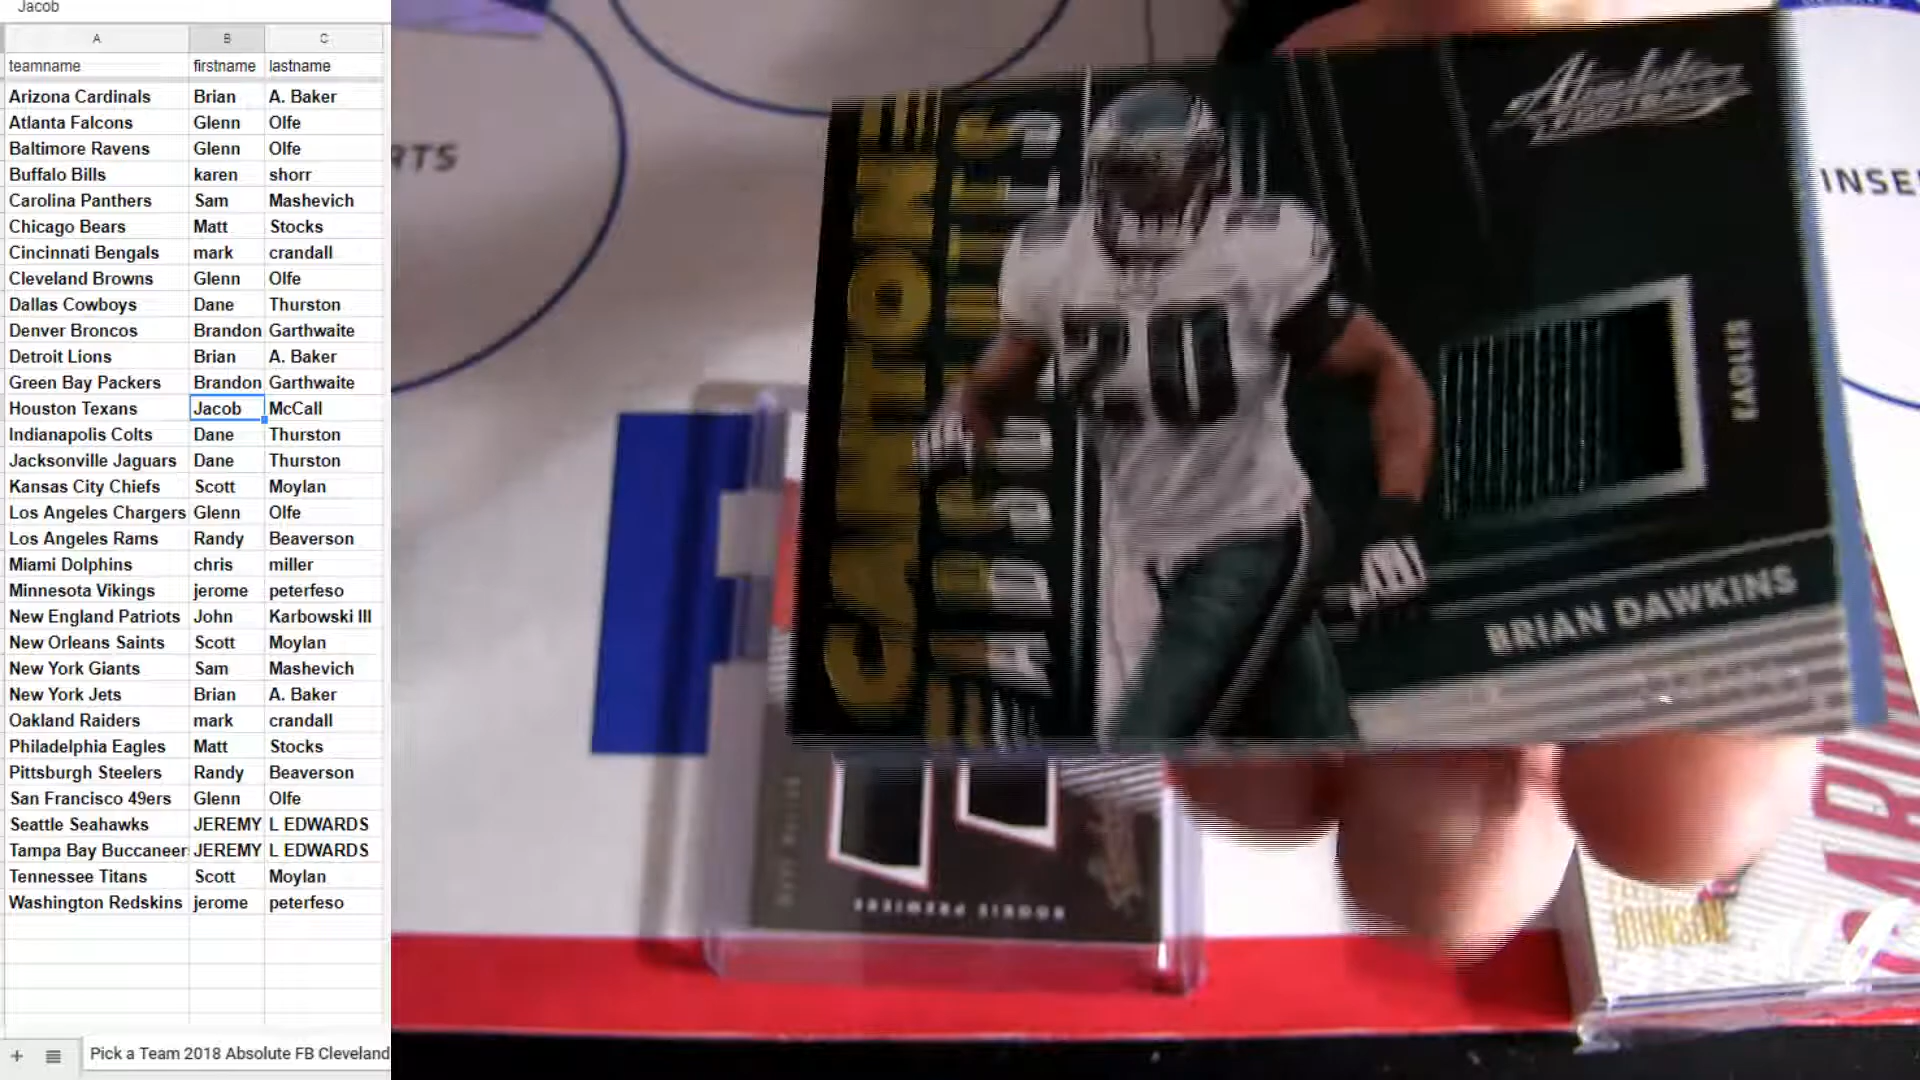 Jacob
A B C
teamname firstname lastname
Arizona Cardinals Brian A. Baker
Atlanta Falcons Glenn Olfe
Baltimore Ravens Glenn Olfe
Buffalo Bills karen shorr
Carolina Panthers Sam Mashevich
Chicago Bears Matt Stocks
Cincinnati Bengals mark crandall
Cleveland Browns Glenn Olfe
Dallas Cowboys Dane Thurston
Denver Broncos Brandon Garthwaite
Detroit Lions Brian A. Baker
Green Bay Packers Brandon Garthwaite
Houston Texans Jacob McCall
Indianapolis Colts Dane Thurston
Jacksonville Jaguars Dane Thurston
Kansas City Chiefs Scott Moylan
Los Angeles Chargers Glenn Olfe
Los Angeles Rams Randy Beaverson
Miami Dolphins chris miller
Minnesota Vikings jerome peterfeso
New England Patriots John Karbowski III
New Orleans Saints Scott Moylan
New York Giants Sam Mashevich
New York Jets Brian A. Baker
Oakland Raiders mark crandall
Philadelphia Eagles Matt Stocks
Pittsburgh Steelers Randy Beaverson
San Francisco 49ers Glenn Olfe
Seattle Seahawks JEREMY L EDWARDS
Tampa Bay Buccaneer JEREMY L EDWARDS
Tennessee Titans Scott Moylan
Washington Redskins jerome peterfeso
Pick a Team 2018 Absolute FB Cleveland
RTS
INSE
Absolute
FOOTBALL
CANTON
ABSOLUTES
20
EAGLES
BRIAN DAWKINS
ROOKIE PREMIERE
JOHNSON